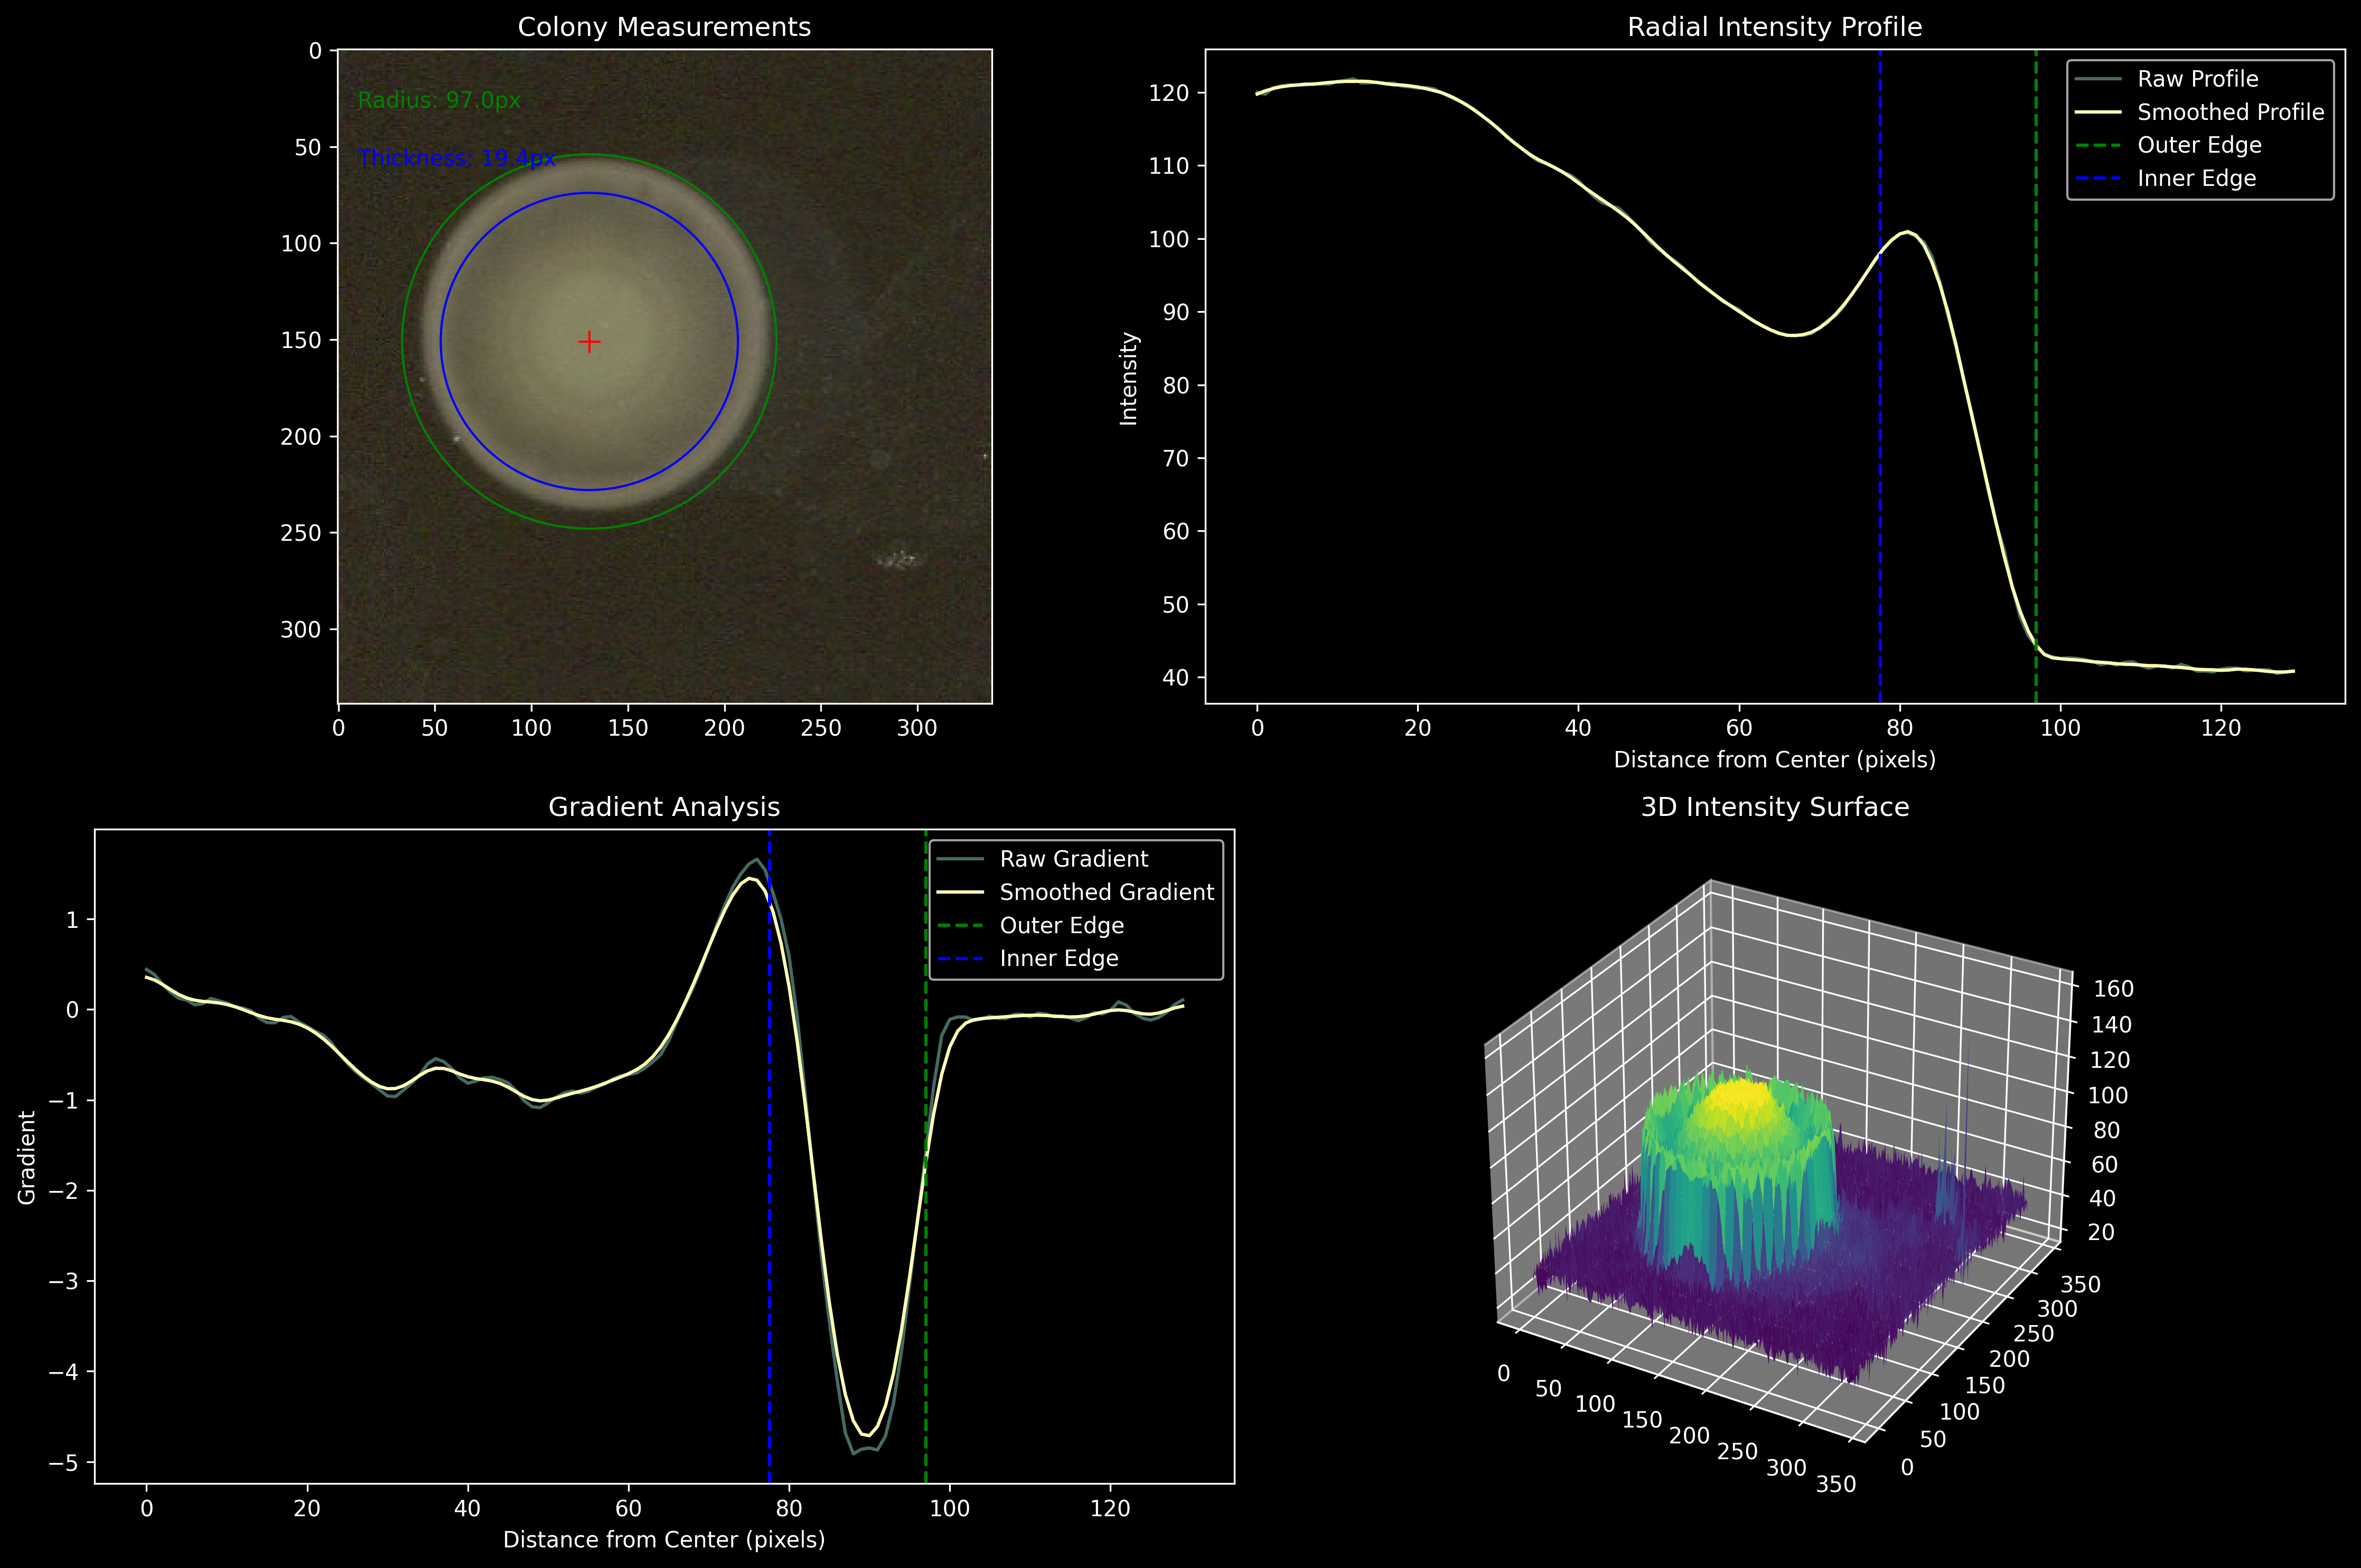 Colony Measurements
0
50
100
150
200
250
300
Radius: 97.0px
Thickness: 19.4px
0 50 100 150 200 250 300
Radial Intensity Profile
Intensity
120
110
100
90
80
70
60
50
40
Raw Profile
Smoothed Profile
Outer Edge
Inner Edge
0 20 40 60 80 100 120
Distance from Center (pixels)
Gradient Analysis
Gradient
1
0
−1
−2
−3
−4
−5
Raw Gradient
Smoothed Gradient
Outer Edge
Inner Edge
0 20 40 60 80 100 120
Distance from Center (pixels)
3D Intensity Surface
160
140
120
100
80
60
40
20
350
300
250
200
150
100
50
0
0 50 100 150 200 250 300 350